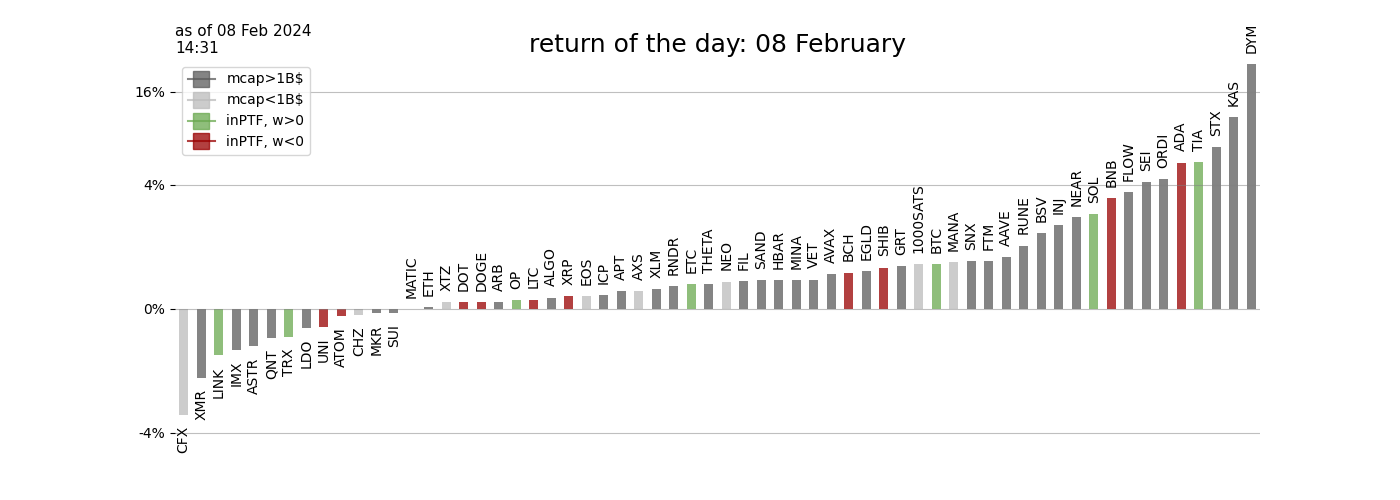 as of 08 Feb 2024
14:31
return of the day: 08 February
mcap>1B$
mcap<1B$
inPTF, w>0
inPTF, w<0
16%
4%
0%
-4%
CFX
XMR
LINK
IMX
ASTR
QNT
TRX
LDO
UNI
ATOM
CHZ
MKR
SUI
MATIC
ETH
XTZ
DOT
DOGE
ARB
OP
LTC
ALGO
XRP
EOS
ICP
APT
AXS
XLM
RNDR
ETC
THETA
NEO
FIL
SAND
HBAR
MINA
VET
AVAX
BCH
EGLD
SHIB
GRT
1000SATS
BTC
MANA
SNX
FTM
AAVE
RUNE
BSV
INJ
NEAR
SOL
BNB
FLOW
SEI
ORDI
ADA
TIA
STX
KAS
DYM